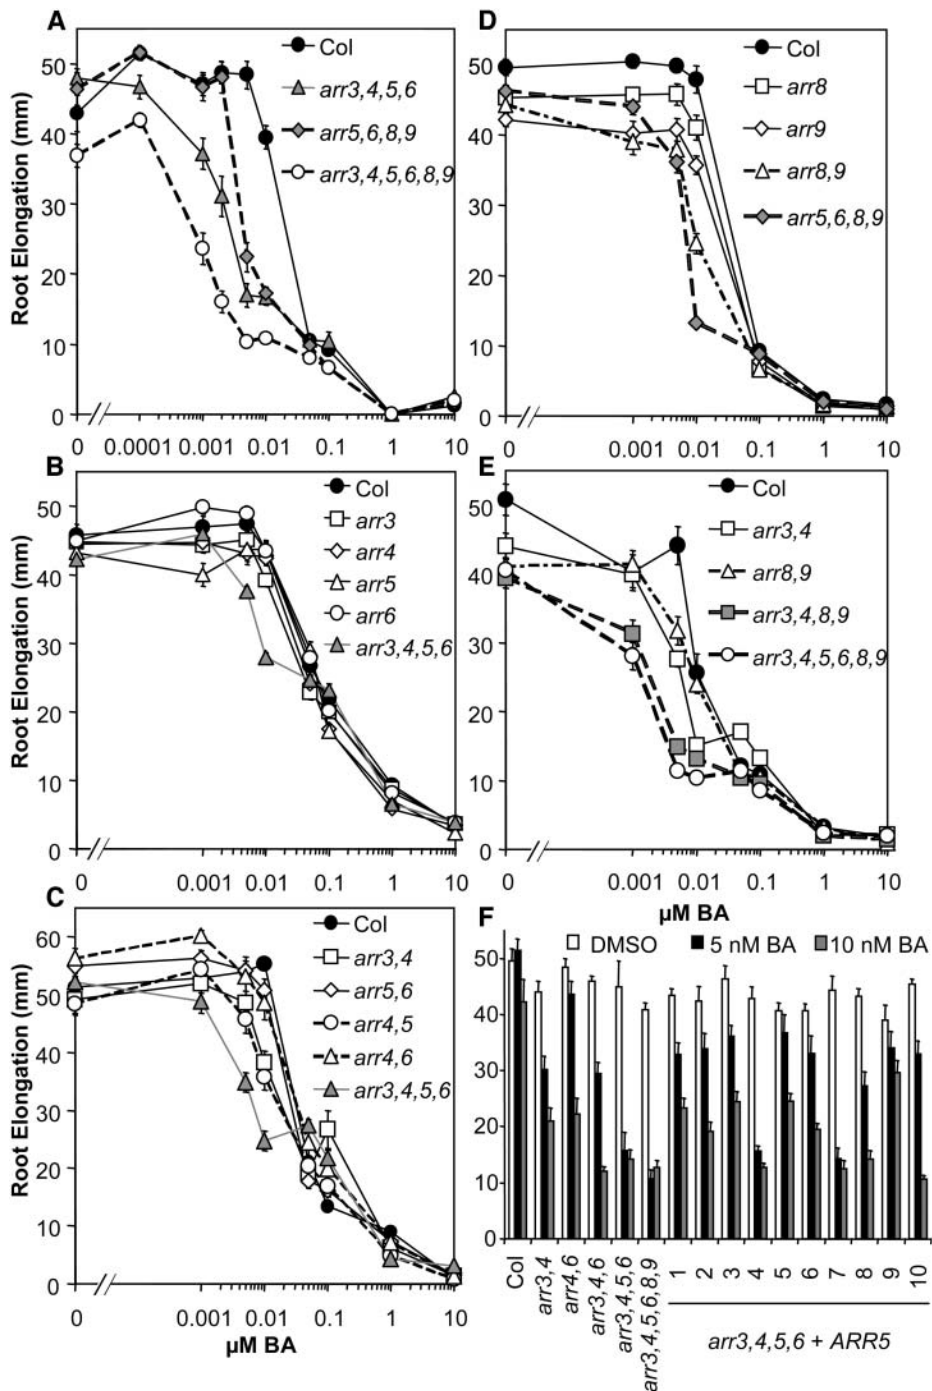 A
Root Elongation (mm)
50
40
30
20
10
0
Col
arr3,4,5,6
arr5,6,8,9
arr3,4,5,6,8,9
0 0.0001 0.001 0.01 0.1 1 10
D
50
40
30
20
10
0
Col
arr8
arr9
arr8,9
arr5,6,8,9
0 0.001 0.01 0.1 1 10
B
Root Elongation (mm)
50
40
30
20
10
0
Col
arr3
arr4
arr5
arr6
arr3,4,5,6
0 0.001 0.01 0.1 1 10
E
50
40
30
20
10
0
Col
arr3,4
arr8,9
arr3,4,8,9
arr3,4,5,6,8,9
0 0.001 0.01 0.1 1 10
µM BA
C
Root Elongation (mm)
60
50
40
30
20
10
0
Col
arr3,4
arr5,6
arr4,5
arr4,6
arr3,4,5,6
0 0.001 0.01 0.1 1 10
µM BA
F
DMSO 5 nM BA 10 nM BA
50
40
30
20
10
0
Col
arr3,4
arr4,6
arr3,4,6
arr3,4,5,6
arr3,4,5,6,8,9
1 2 3 4 5 6 7 8 9 10
arr3,4,5,6 + ARR5